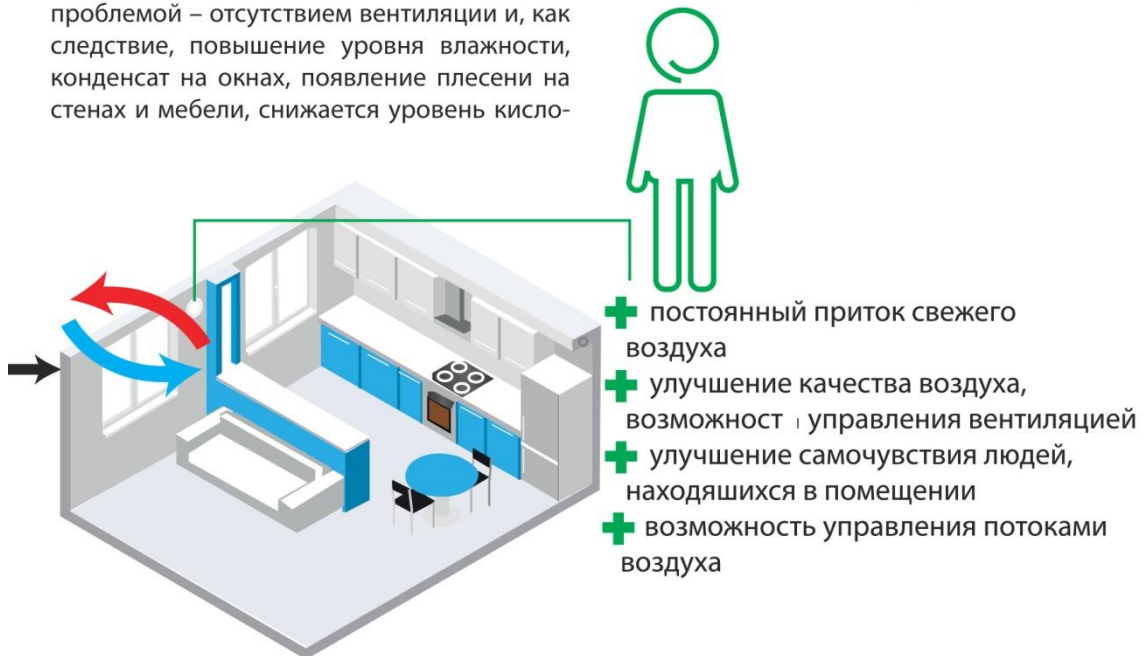 проблемой – отсутствием вентиляции и, как
следствие, повышение уровня влажности,
конденсат на окнах, появление плесени на
стенах и мебели, снижается уровень кисло-
постоянный приток свежего
воздуха
улучшение качества воздуха,
возможност управления вентиляцией
улучшение самочувствия людей,
находяшихся в помещении
возможность управления потоками
воздуха